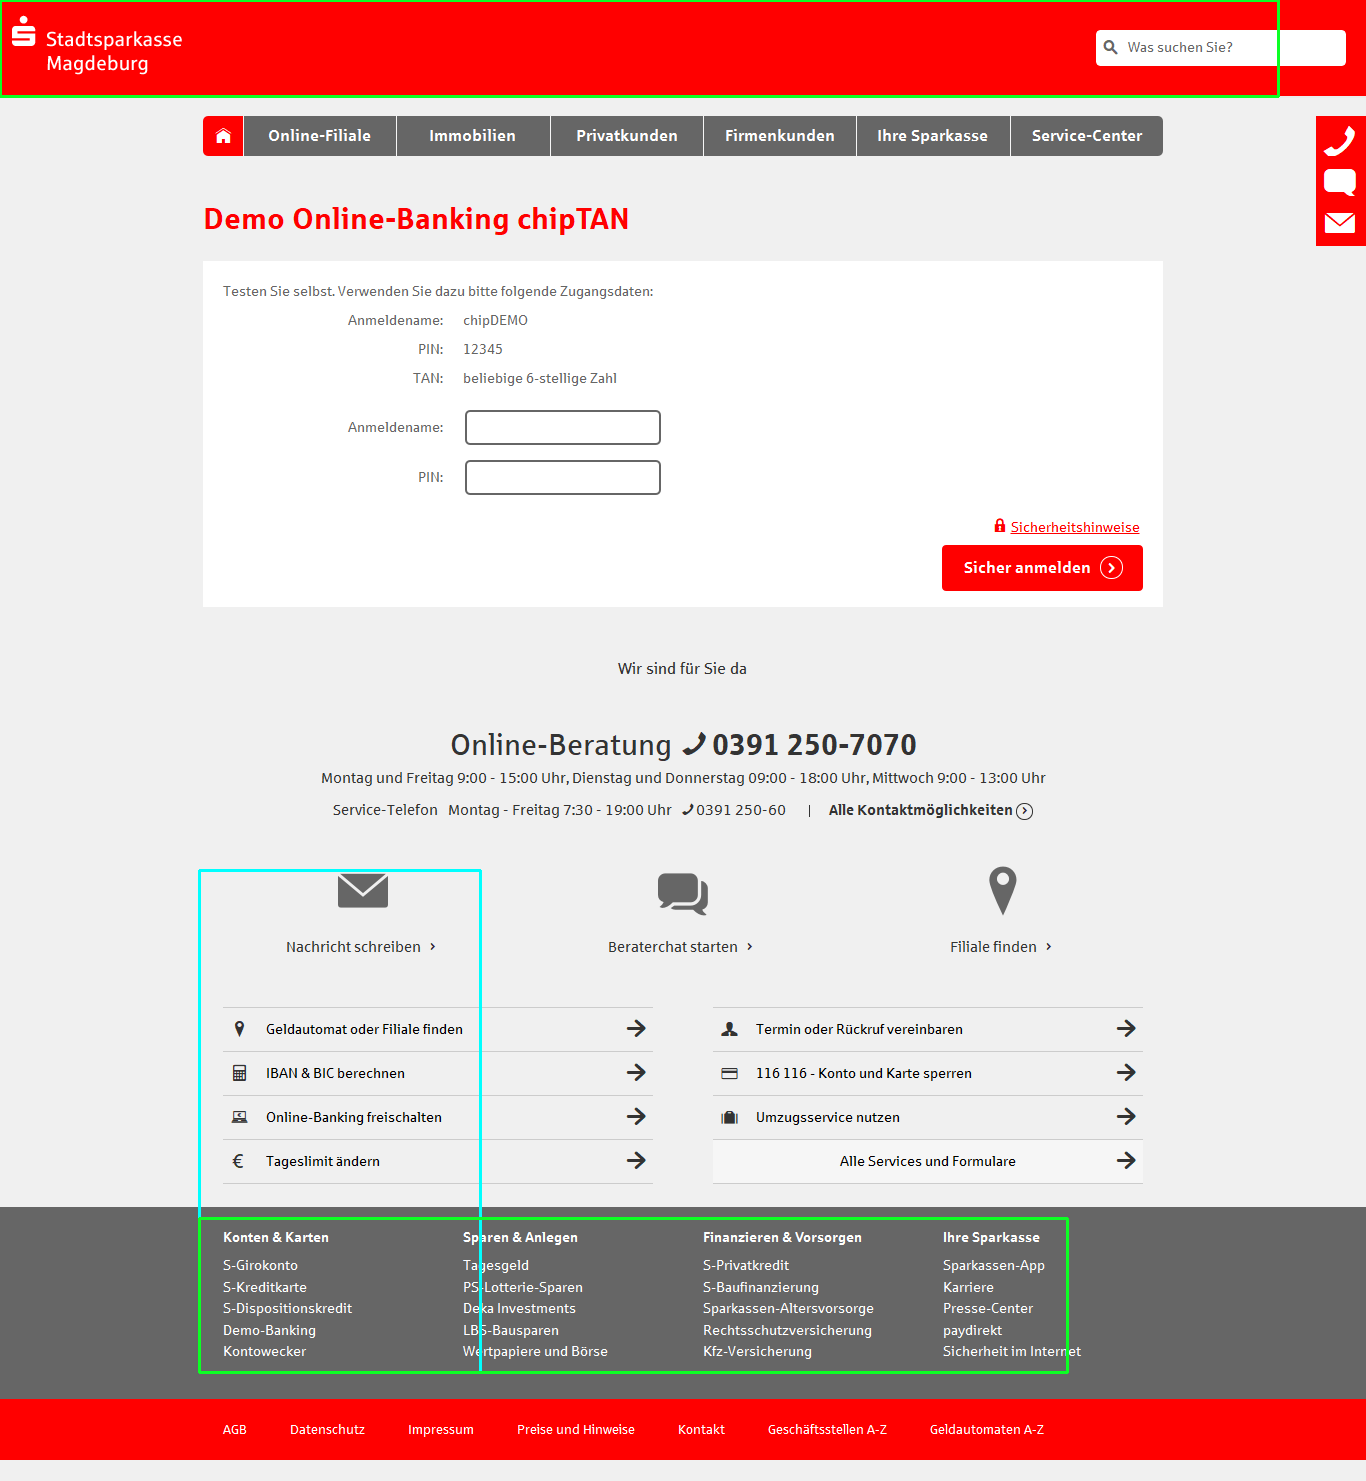 Stadtsparkasse
Magdeburg
Was suchen Sie?
Online-Filiale Immobilien Privatkunden Firmenkunden Ihre Sparkasse Service-Center
Demo Online-Banking chipTAN
Testen Sie selbst. Verwenden Sie dazu bitte folgende Zugangsdaten:
Anmeldename: chipDEMO
PIN: 12345
TAN: beliebige 6-stellige Zahl
Anmeldename:
PIN:
Sicherheitshinweise
Sicher anmelden
Wir sind für Sie da
Online-Beratung 0391 250-7070
Montag und Freitag 9:00 - 15:00 Uhr, Dienstag und Donnerstag 09:00 - 18:00 Uhr, Mittwoch 9:00 - 13:00 Uhr
Service-Telefon Montag - Freitag 7:30 - 19:00 Uhr 0391 250-60 | Alle Kontaktmöglichkeiten
Nachricht schreiben Beraterchat starten Filiale finden
Geldautomat oder Filiale finden Termin oder Rückruf vereinbaren
IBAN & BIC berechnen 116 116 - Konto und Karte sperren
Online-Banking freischalten Umzugsservice nutzen
Tageslimit ändern Alle Services und Formulare
Konten & Karten Sparen & Anlegen Finanzieren & Vorsorgen Ihre Sparkasse
S-Girokonto Tagesgeld S-Privatkredit Sparkassen-App
S-Kreditkarte PS-Lotterie-Sparen S-Baufinanzierung Karriere
S-Dispositionskredit Deka Investments Sparkassen-Altersvorsorge Presse-Center
Demo-Banking LBS-Bausparen Rechtsschutzversicherung paydirekt
Kontowecker Wertpapiere und Börse Kfz-Versicherung Sicherheit im Internet
AGB Datenschutz Impressum Preise und Hinweise Kontakt Geschäftsstellen A-Z Geldautomaten A-Z